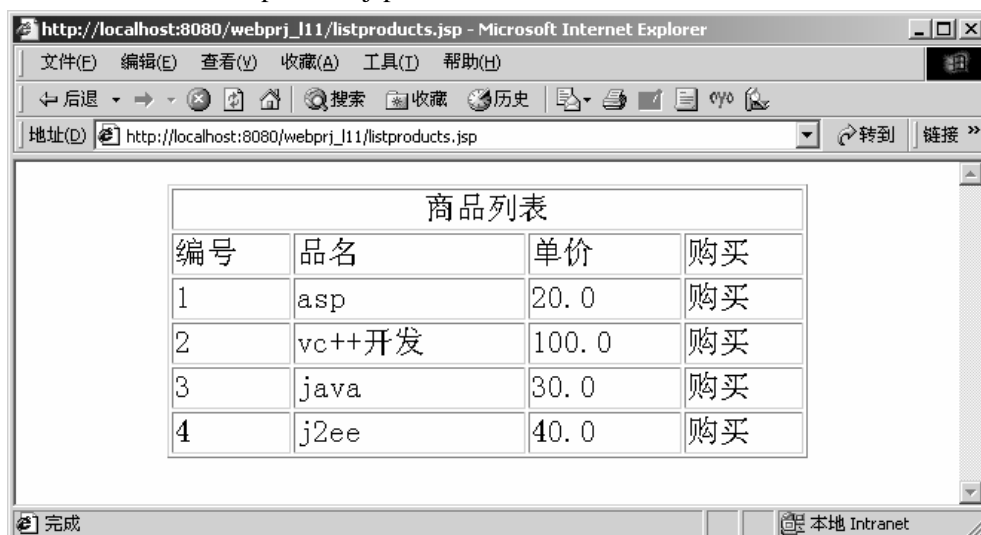 http://localhost:8080/webprj_l11/listproducts.jsp - Microsoft Internet Explorer
文件(F) 编辑(E) 查看(V) 收藏(A) 工具(T) 帮助(H)
后退 搜索 收藏 历史
地址(D) http://localhost:8080/webprj_l11/listproducts.jsp 转到 链接 »
商品列表
编号 品名 单价 购买
1 asp 20.0 购买
2 vc++开发 100.0 购买
3 java 30.0 购买
4 j2ee 40.0 购买
完成 本地 Intranet